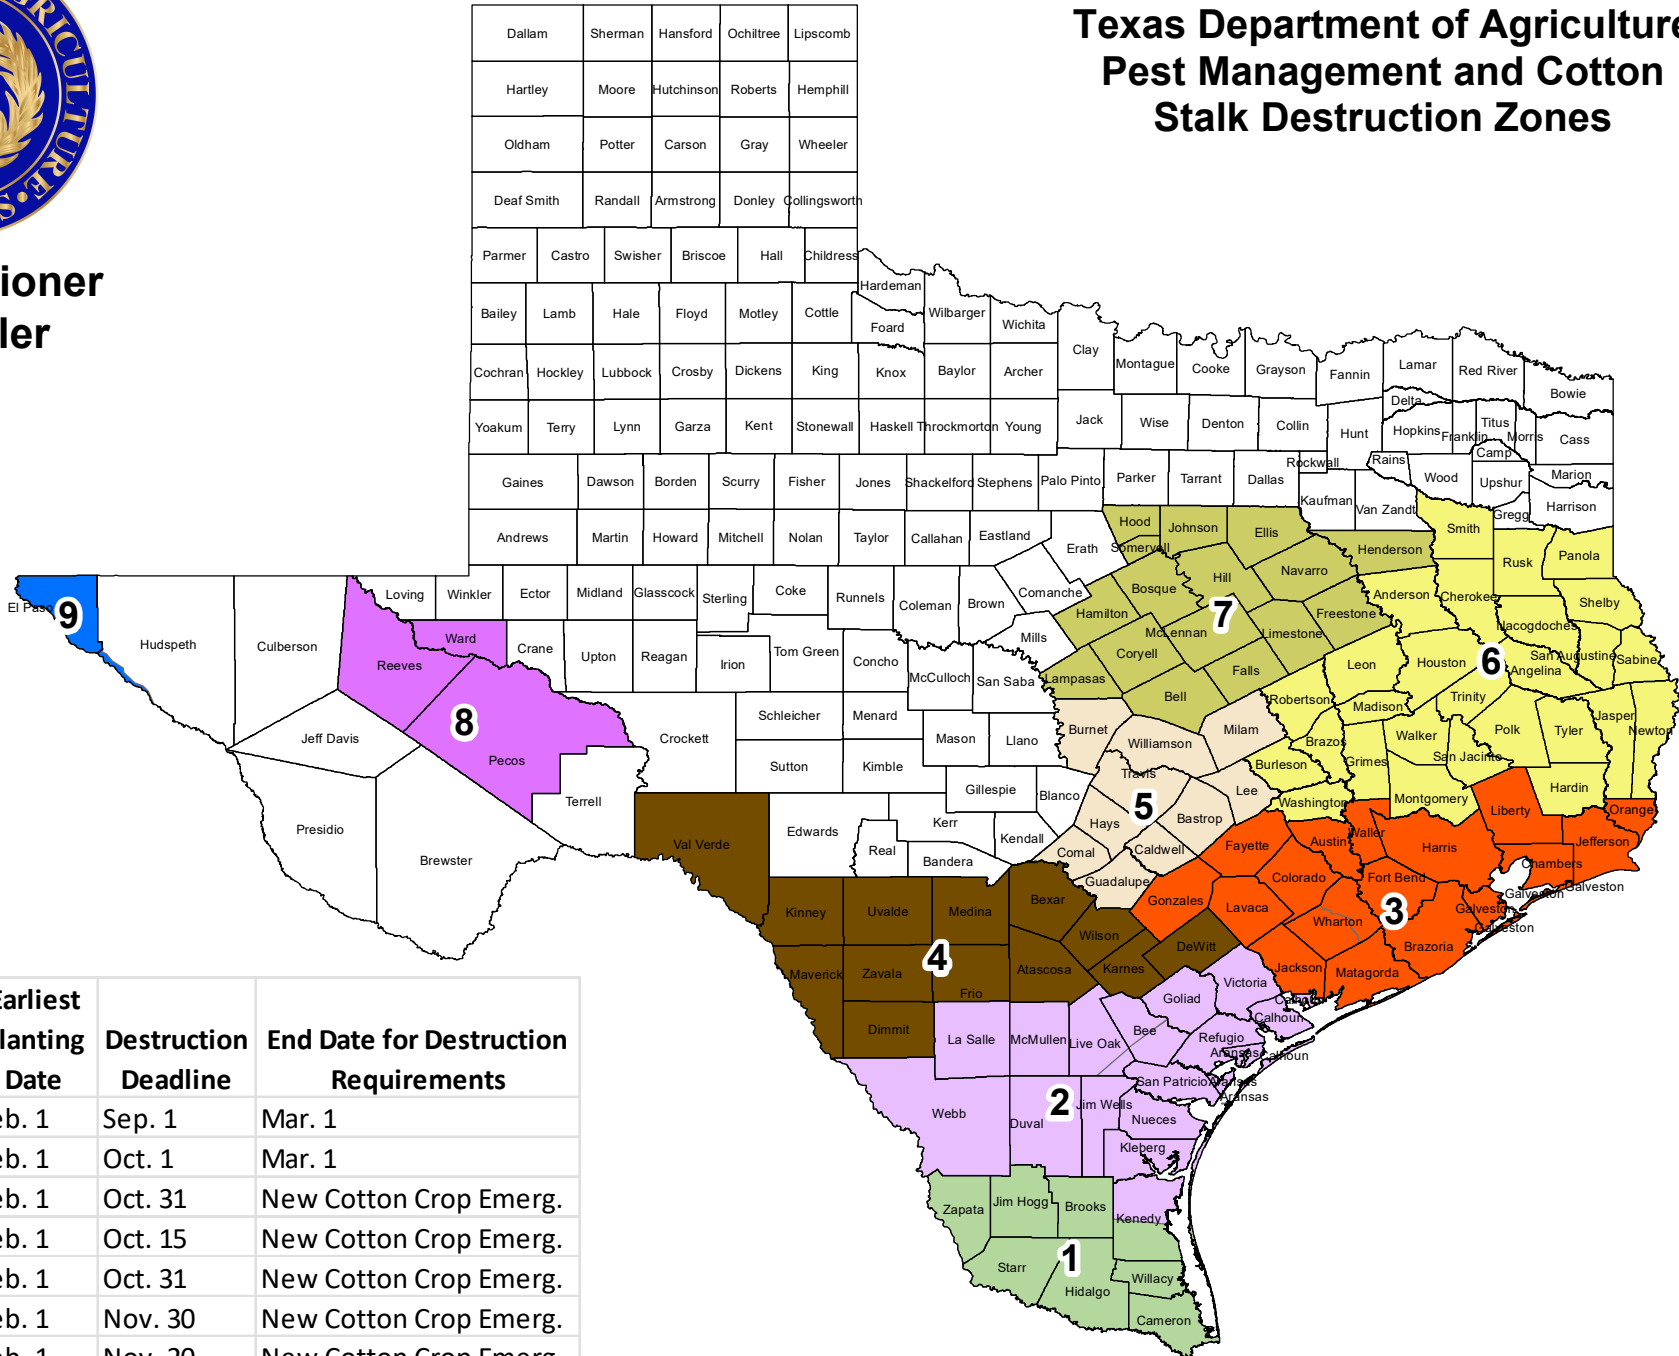 Texas Department of Agriculture
Pest Management and Cotton
Stalk Destruction Zones
AGRICULTURE
ioner
ler
Dallam Sherman Hansford Ochiltree Lipscomb
Hartley Moore Hutchinson Roberts Hemphill
Oldham Potter Carson Gray Wheeler
Deaf Smith Randall Armstrong Donley Collingsworth
Parmer Castro Swisher Briscoe Hall Childress
Hardeman
Bailey Lamb Hale Floyd Motley Cottle Foard Wilbarger Wichita
Clay Montague Cooke Grayson Fannin Lamar Red River Bowie
Cochran Hockley Lubbock Crosby Dickens King Knox Baylor Archer
Delta
Yoakum Terry Lynn Garza Kent Stonewall Haskell Throckmorton Young Jack Wise Denton Collin Hunt Hopkins Franklin Titus Morris Cass
Camp
Rockwall Rains Wood Upshur Marion
Gaines Dawson Borden Scurry Fisher Jones Shackelford Stephens Palo Pinto Parker Tarrant Dallas Kaufman Van Zandt Gregg Harrison
Andrews Martin Howard Mitchell Nolan Taylor Callahan Eastland Erath Hood Somervell Johnson Ellis Henderson Smith Rusk Panola
El Paso 9 Hudspeth Culberson Loving Winkler Ector Midland Glasscock Sterling Coke Runnels Coleman Brown Comanche Hamilton Bosque Hill Navarro Anderson Cherokee Shelby
Freestone Nacogdoches
Reeves Ward Crane Upton Reagan Irion Tom Green Concho McCulloch San Saba Mills Lampasas Coryell McLennan 7 Limestone Falls Bell Leon Houston 6 Angelina San Augustine Sabine
8 Pecos Jeff Davis Crockett Schleicher Menard Mason Llano Burnet Williamson Milam Robertson Madison Trinity Walker Polk Tyler Jasper Newton
Brazos Grimes San Jacinto
Terrell Sutton Kimble Gillespie Blanco Travis Lee Burleson Washington Montgomery Hardin Liberty Orange
Presidio Brewster Val Verde Edwards Real Kerr Bandera Kendall Hays 5 Bastrop Comal Caldwell Guadalupe Fayette Austin Waller Harris Jefferson
Chambers
Kinney Uvalde Medina Bexar Wilson Gonzales Lavaca Colorado Wharton Fort Bend 3 Galveston Galveston Galveston Galveston
Brazoria
Maverick Zavala 4 Frio Atascosa Karnes DeWitt Jackson Matagorda
Dimmit La Salle McMullen Live Oak Bee Goliad Victoria Calhoun Calhoun Calhoun
Refugio Aransas Aransas Aransas
San Patricio
Webb Duval 2 Jim Wells Nueces
Kleberg
Zapata Jim Hogg Brooks Kenedy
Starr 1 Hidalgo Willacy
Cameron
Earliest
lanting Destruction End Date for Destruction
Date Deadline Requirements
eb. 1 Sep. 1 Mar. 1
eb. 1 Oct. 1 Mar. 1
eb. 1 Oct. 31 New Cotton Crop Emerg.
eb. 1 Oct. 15 New Cotton Crop Emerg.
eb. 1 Oct. 31 New Cotton Crop Emerg.
eb. 1 Nov. 30 New Cotton Crop Emerg.
eb. 1 Nov. 30 New Cotton Crop Emerg.